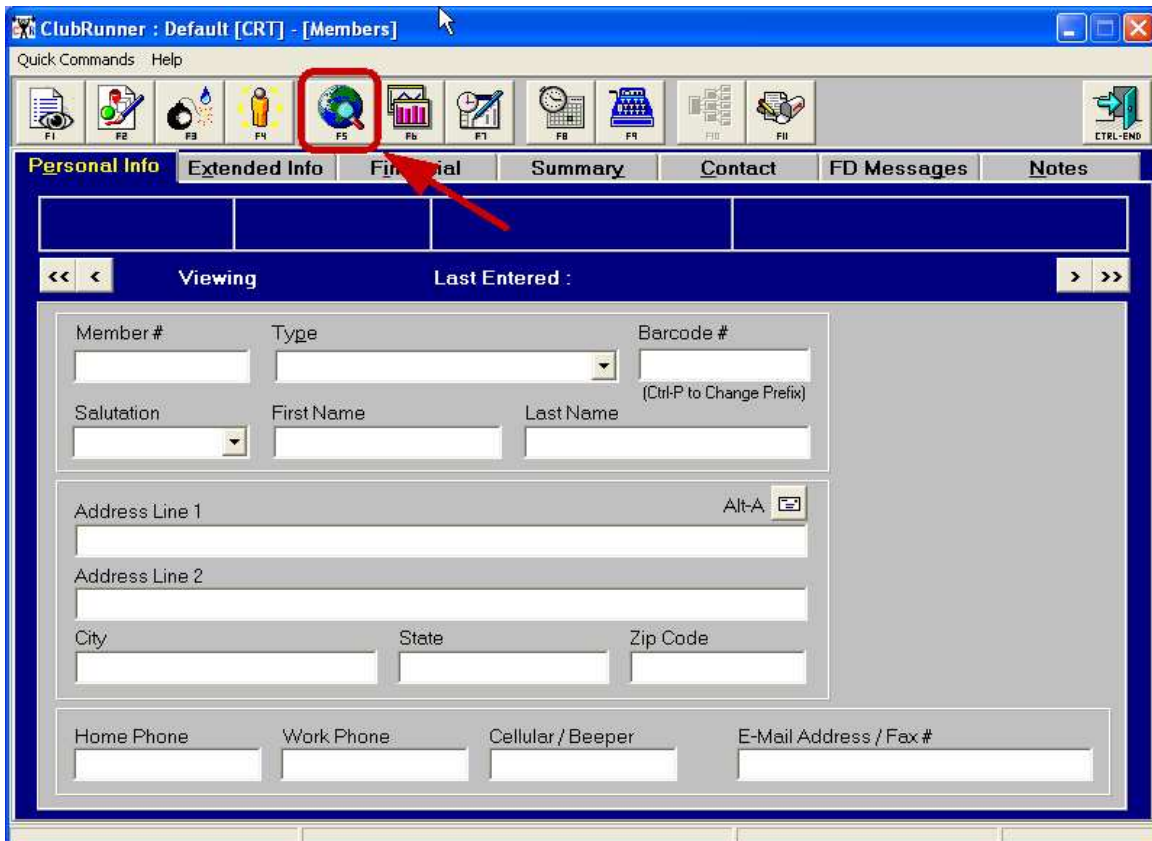 ClubRunner : Default [CRT] - [Members]
Quick Commands Help
F1 F2 F3 F4 F5 F6 F7 F8 F9 F10 F11 CTRL-END
Personal Info Extended Info Fin ial Summary Contact FD Messages Notes
<< < Viewing Last Entered : > >>
Member # Type Barcode #
(Ctrl-P to Change Prefix)
Salutation First Name Last Name
Address Line 1 Alt-A
Address Line 2
City State Zip Code
Home Phone Work Phone Cellular / Beeper E-Mail Address / Fax #